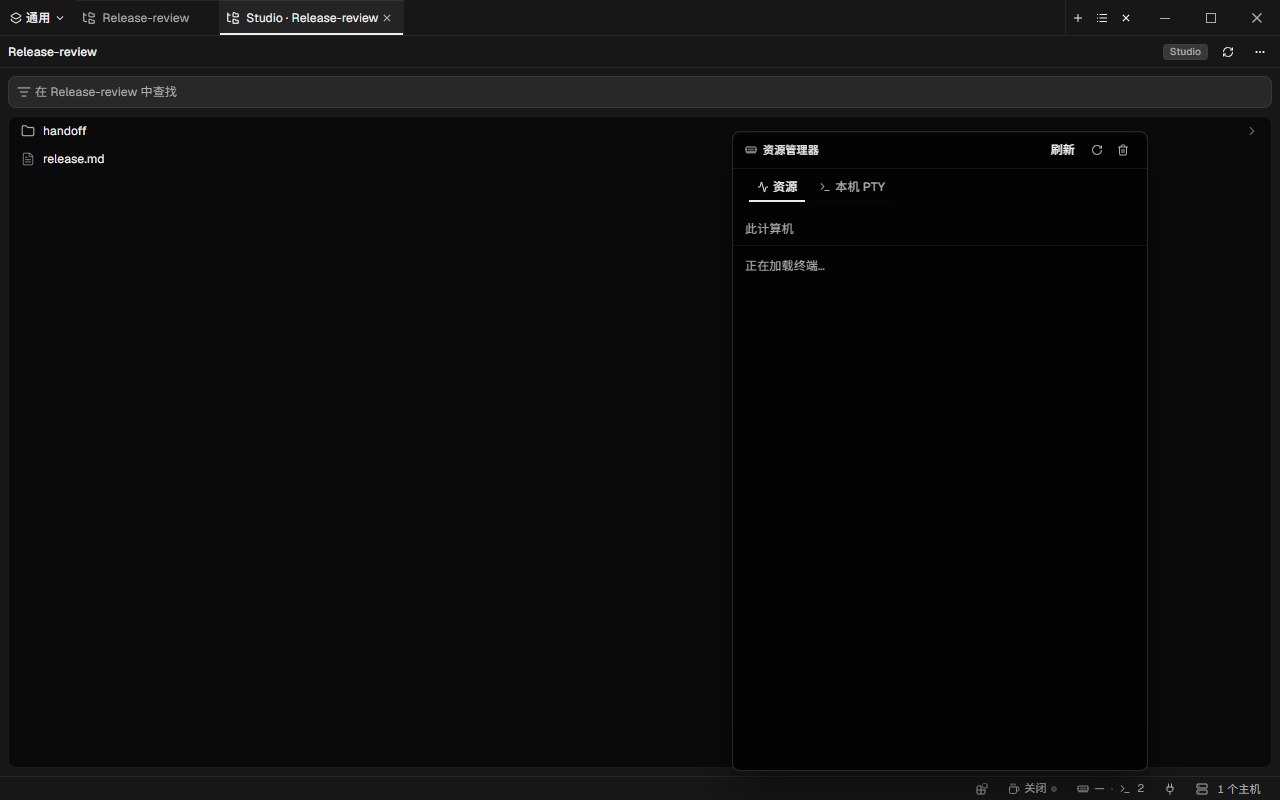 通用
Release-review
Studio · Release-review
Release-review
Studio
在 Release-review 中查找
handoff
release.md
资源管理器
刷新
资源
本机 PTY
此计算机
正在加载终端...
关闭
— · 2
1 个主机